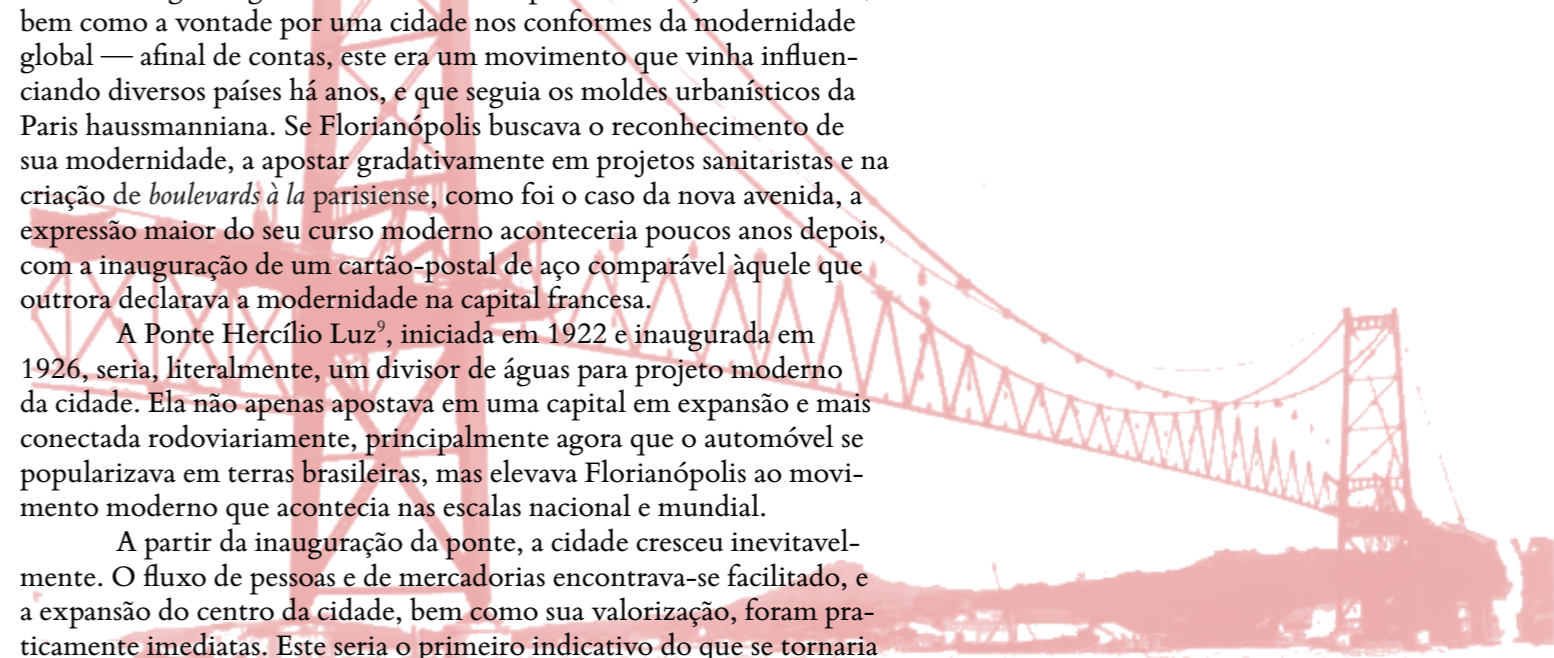 bem como a vontade por uma cidade nos conformes da modernidade
global — afinal de contas, este era um movimento que vinha influen-
ciando diversos países há anos, e que seguia os moldes urbanísticos da
Paris haussmanniana. Se Florianópolis buscava o reconhecimento de
sua modernidade, a apostar gradativamente em projetos sanitaristas e na
criação de boulevards à la parisiense, como foi o caso da nova avenida, a
expressão maior do seu curso moderno aconteceria poucos anos depois,
com a inauguração de um cartão-postal de aço comparável àquele que
outrora declarava a modernidade na capital francesa.
A Ponte Hercílio Luz⁹, iniciada em 1922 e inaugurada em
1926, seria, literalmente, um divisor de águas para projeto moderno
da cidade. Ela não apenas apostava em uma capital em expansão e mais
conectada rodoviariamente, principalmente agora que o automóvel se
popularizava em terras brasileiras, mas elevava Florianópolis ao movi-
mento moderno que acontecia nas escalas nacional e mundial.
A partir da inauguração da ponte, a cidade cresceu inevitavel-
mente. O fluxo de pessoas e de mercadorias encontrava-se facilitado, e
a expansão do centro da cidade, bem como sua valorização, foram pra-
ticamente imediatas. Este seria o primeiro indicativo do que se tornaria